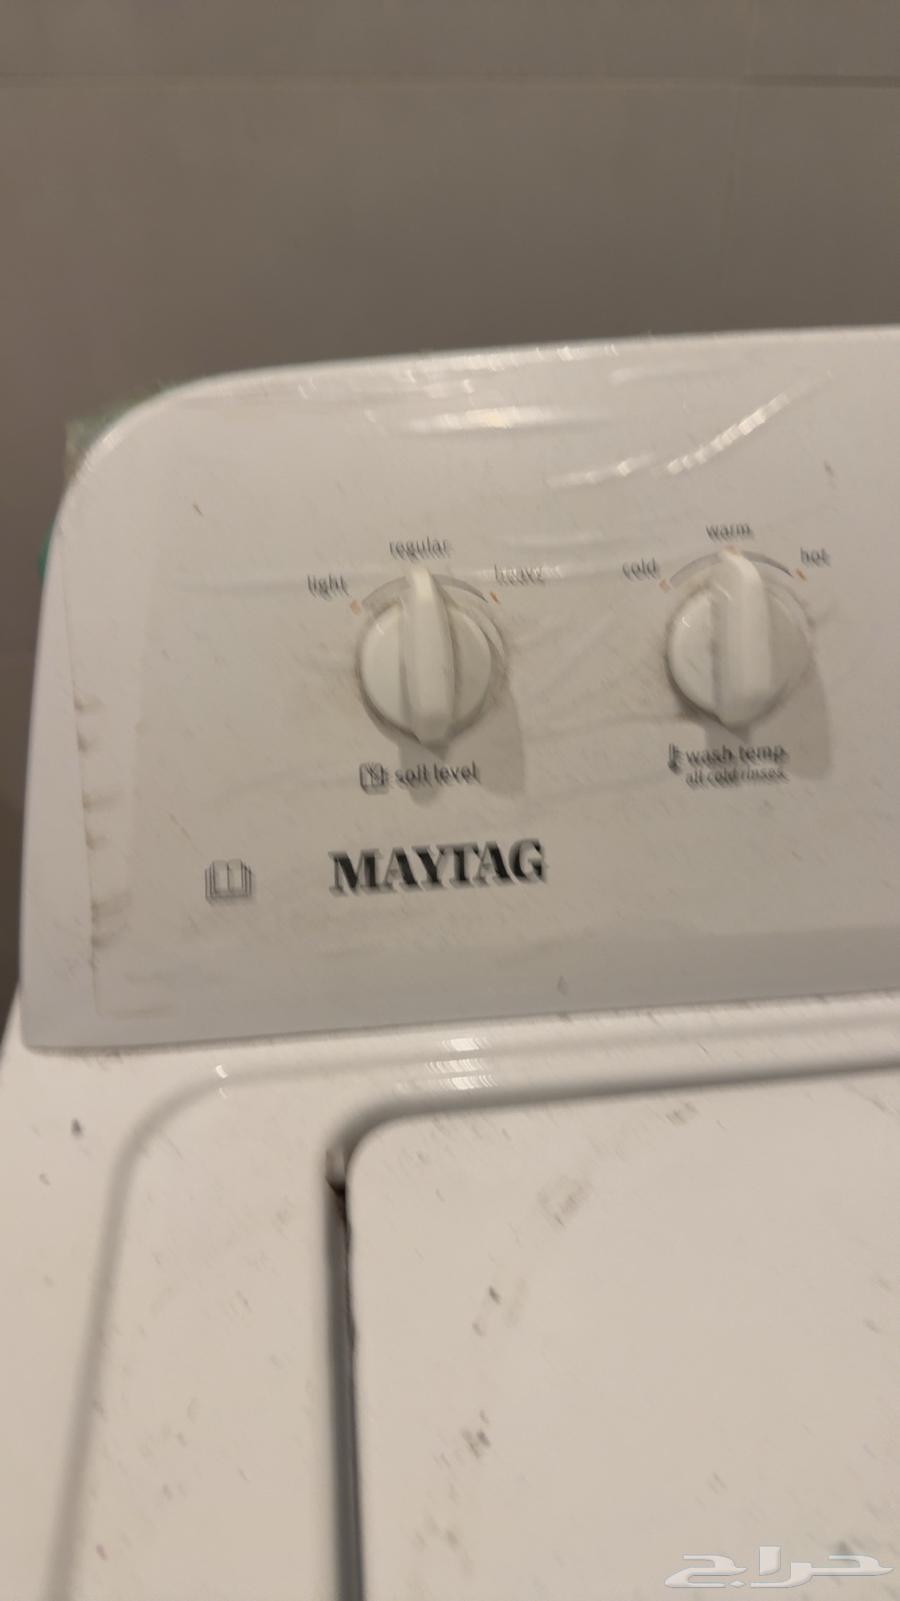 warm
regular
light
heavy
cold
hot
soil level
wash temp
all cold rinses
MAYTAG
حراج